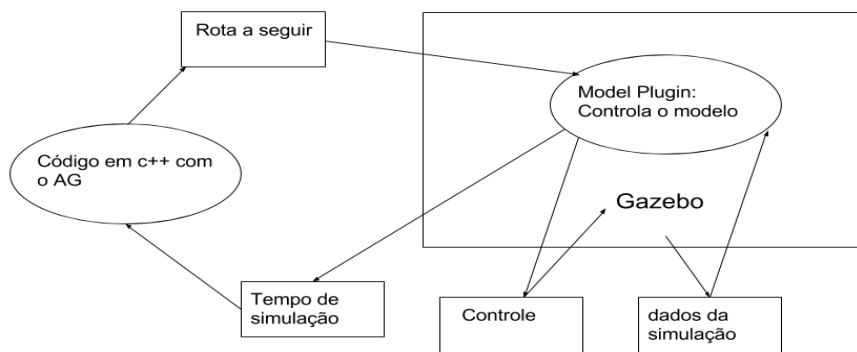 Rota a seguir
Model Plugin:
Controla o modelo
Código em c++ com
o AG
Gazebo
Tempo de
simulação
Controle
dados da
simulação